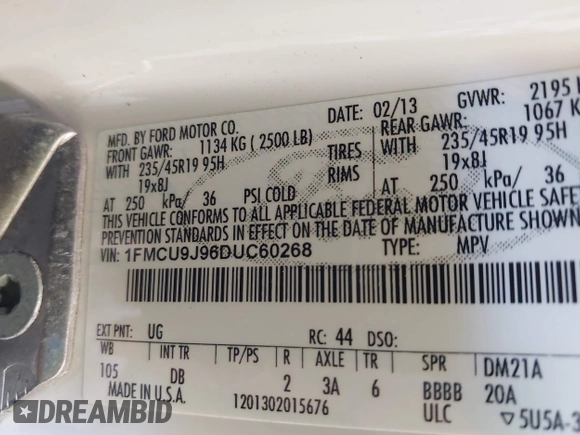 MFD. BY FORD MOTOR CO.
DATE: 02/13
GVWR: 2195
FRONT GAWR: 1134 KG ( 2500 LB)
REAR GAWR: 1067 K
WITH 235/45R19 95H
TIRES
WITH 235/45R19 95H
19x8J
RIMS
19x8J
AT 250 kPa/ 36 PSI COLD
AT 250 kPa/ 36
THIS VEHICLE CONFORMS TO ALL APPLICABLE FEDERAL MOTOR VEHICLE SAFE
PREVENTION STANDARDS IN EFFECT ON THE DATE OF MANUFACTURE SHOWN
VIN: 1FMCU9J96DUC60268
TYPE: MPV
EXT PNT: UG
RC: 44 DSO:
WB INT TR TP/PS R AXLE TR SPR DM21A
105 DB 2 3A 6 BBBB 20A
MADE IN U.S.A. 1201302015676 ULC ▽5U5A-3
DREAMBID